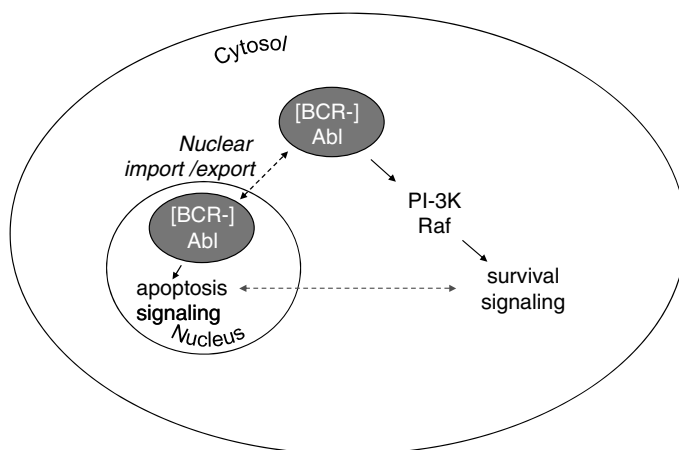 Cytosol
[BCR-]
Abl
Nuclear
import /export
[BCR-]
Abl
PI-3K
Raf
apoptosis
signaling
survival
signaling
Nucleus